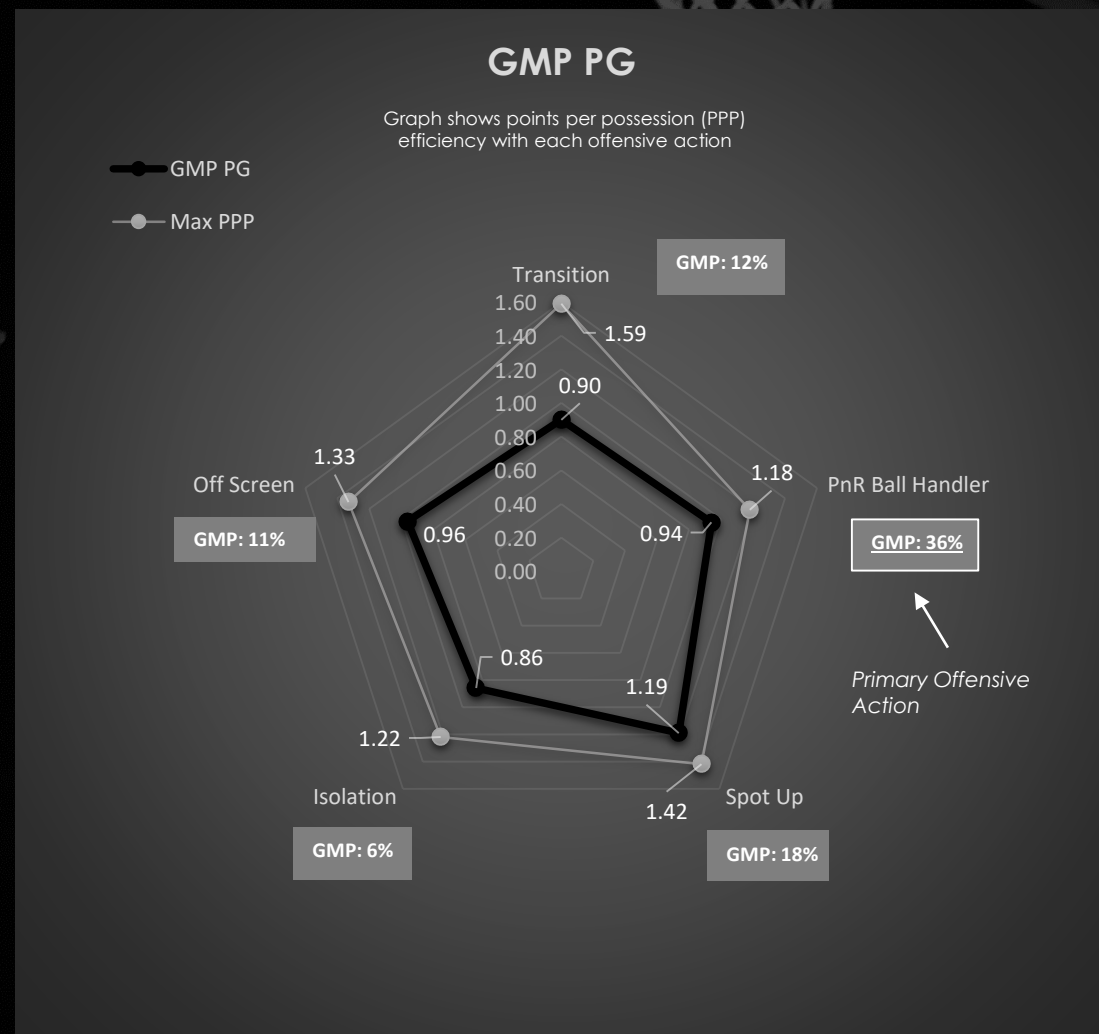 GMP PG
Graph shows points per possession (PPP)
efficiency with each offensive action
GMP PG
Max PPP
GMP: 12%
Transition
1.60
1.59
1.40
1.20
0.90
1.00
0.80
1.33
1.18
0.60
Off Screen
PnR Ball Handler
0.40
0.96
0.94
GMP: 11%
GMP: 36%
0.20
0.00
0.86
1.19
Primary Offensive
Action
1.22
Isolation
Spot Up
1.42
GMP: 6%
GMP: 18%